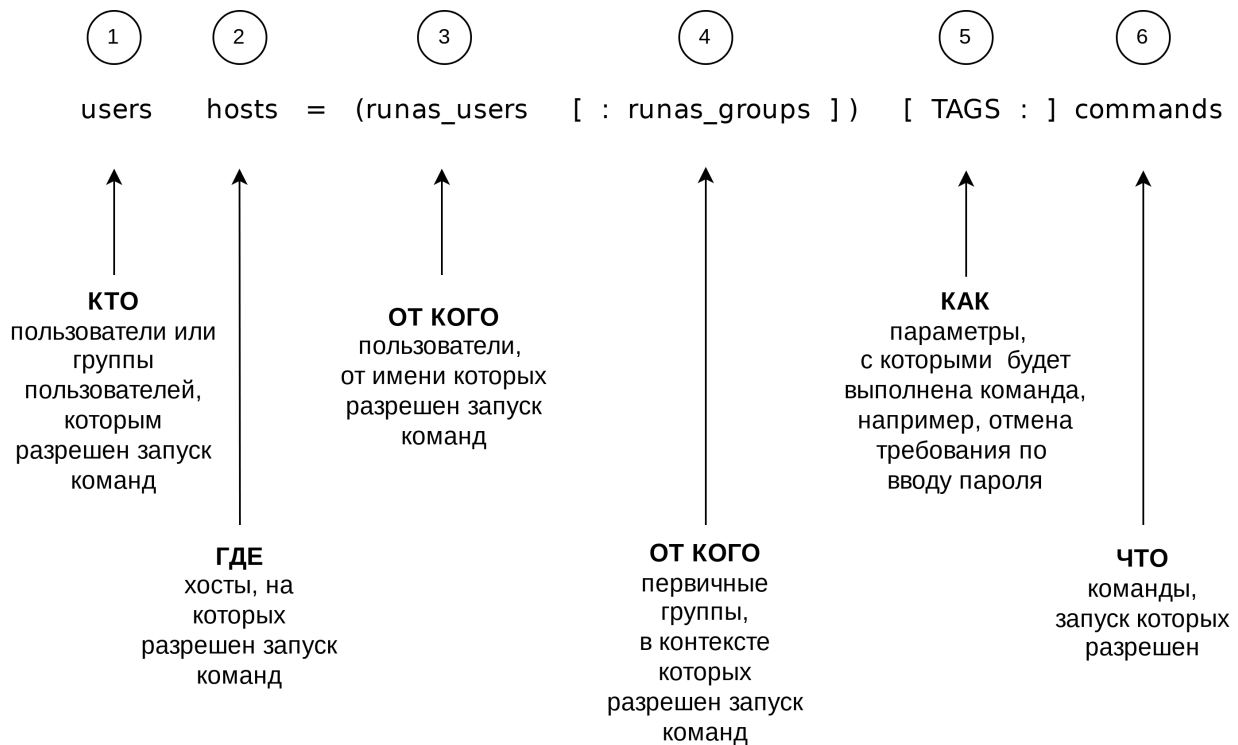 1 2 3 4 5 6
users hosts = (runas_users [ : runas_groups ] ) [ TAGS : ] commands
КТО
пользователи или
группы
пользователей,
которым
разрешен запуск
команд
ГДЕ
хосты, на
которых
разрешен запуск
команд
ОТ КОГО
пользователи,
от имени которых
разрешен запуск
команд
ОТ КОГО
первичные
группы,
в контексте
которых
разрешен запуск
команд
КАК
параметры,
с которыми будет
выполнена команда,
например, отмена
требования по
вводу пароля
ЧТО
команды,
запуск которых
разрешен